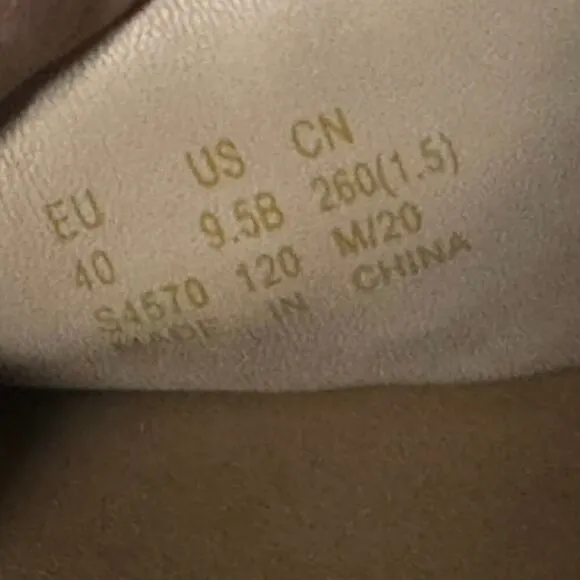 EU US CN
40 9.5B 260(1.5)
S4570 120 M/20
MADE IN CHINA